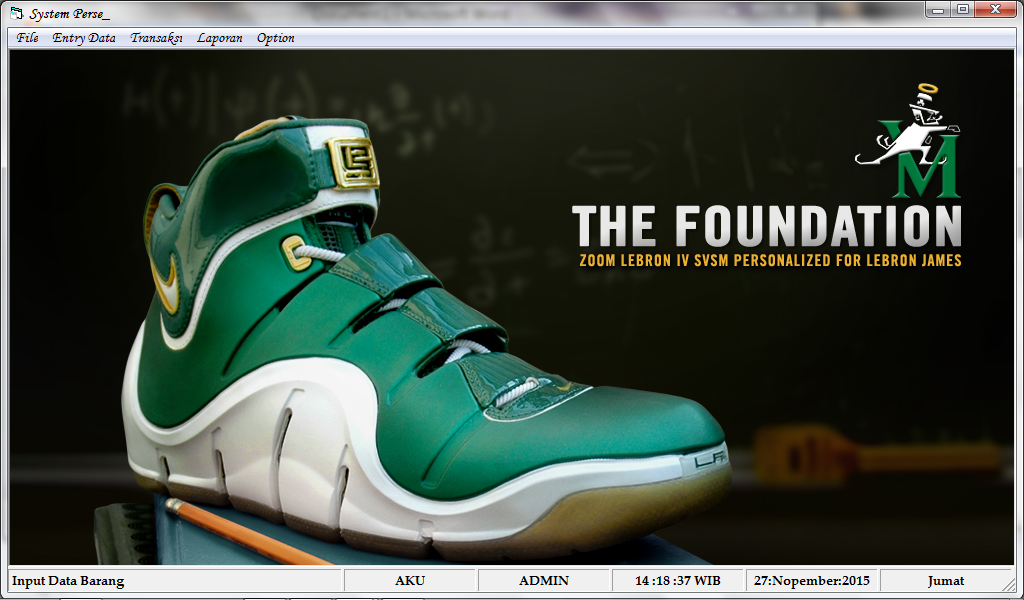 System Perse_
File Entry Data Transaksi Laporan Option
VM
THE FOUNDATION
ZOOM LEBRON IV SVSM PERSONALIZED FOR LEBRON JAMES
Input Data Barang AKU ADMIN 14 :18 :37 WIB 27:Nopember:2015 Jumat